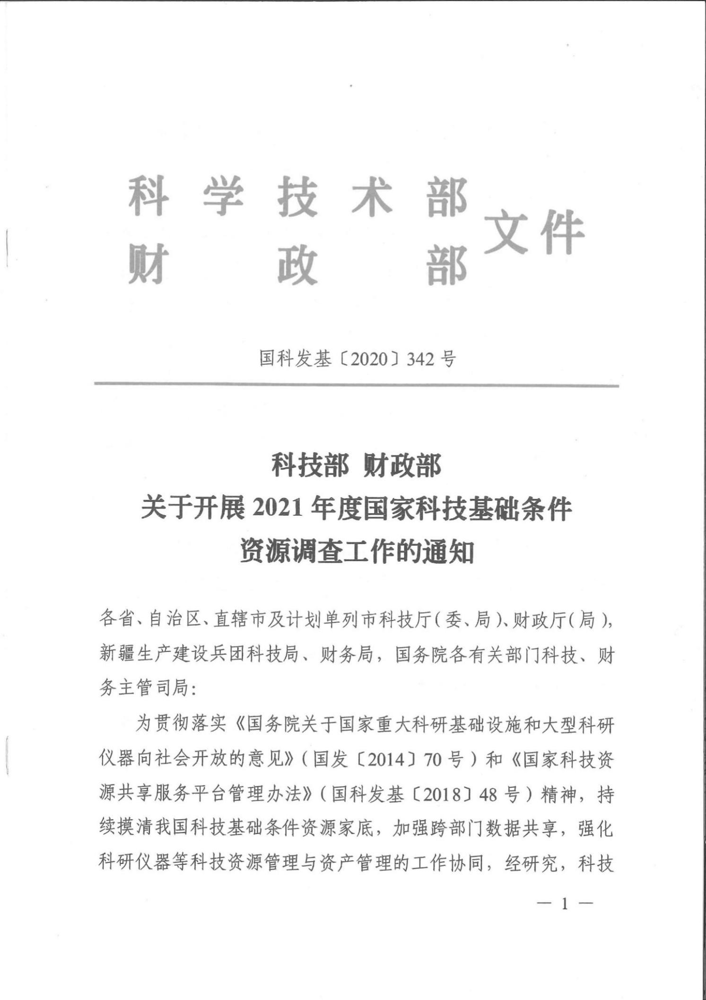 科学技术部
财政部
文件
国科发基〔2020〕342 号
科技部 财政部
关于开展 2021 年度国家科技基础条件
资源调查工作的通知
各省、自治区、直辖市及计划单列市科技厅(委、局)、财政厅(局),
新疆生产建设兵团科技局、财务局，国务院各有关部门科技、财
务主管司局：
为贯彻落实《国务院关于国家重大科研基础设施和大型科研
仪器向社会开放的意见》(国发〔2014〕70 号)和《国家科技资
源共享服务平台管理办法》(国科发基〔2018〕48 号)精神，持
续摸清我国科技基础条件资源家底，加强跨部门数据共享，强化
科研仪器等科技资源管理与资产管理的工作协同，经研究，科技
— 1 —